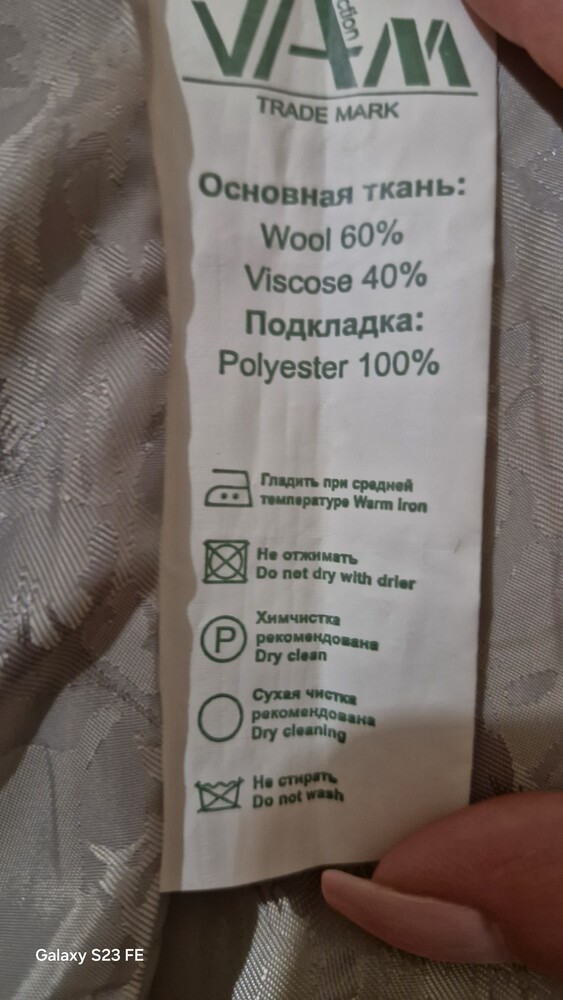 VAM
ction
TRADE MARK
Основная ткань:
Wool 60%
Viscose 40%
Подкладка:
Polyester 100%
Гладить при средней
температуре Warm iron
Не отжимать
Do not dry with drier
P
Химчистка
рекомендована
Dry clean
Сухая чистка
рекомендована
Dry cleaning
Не стирать
Do not wash
Galaxy S23 FE